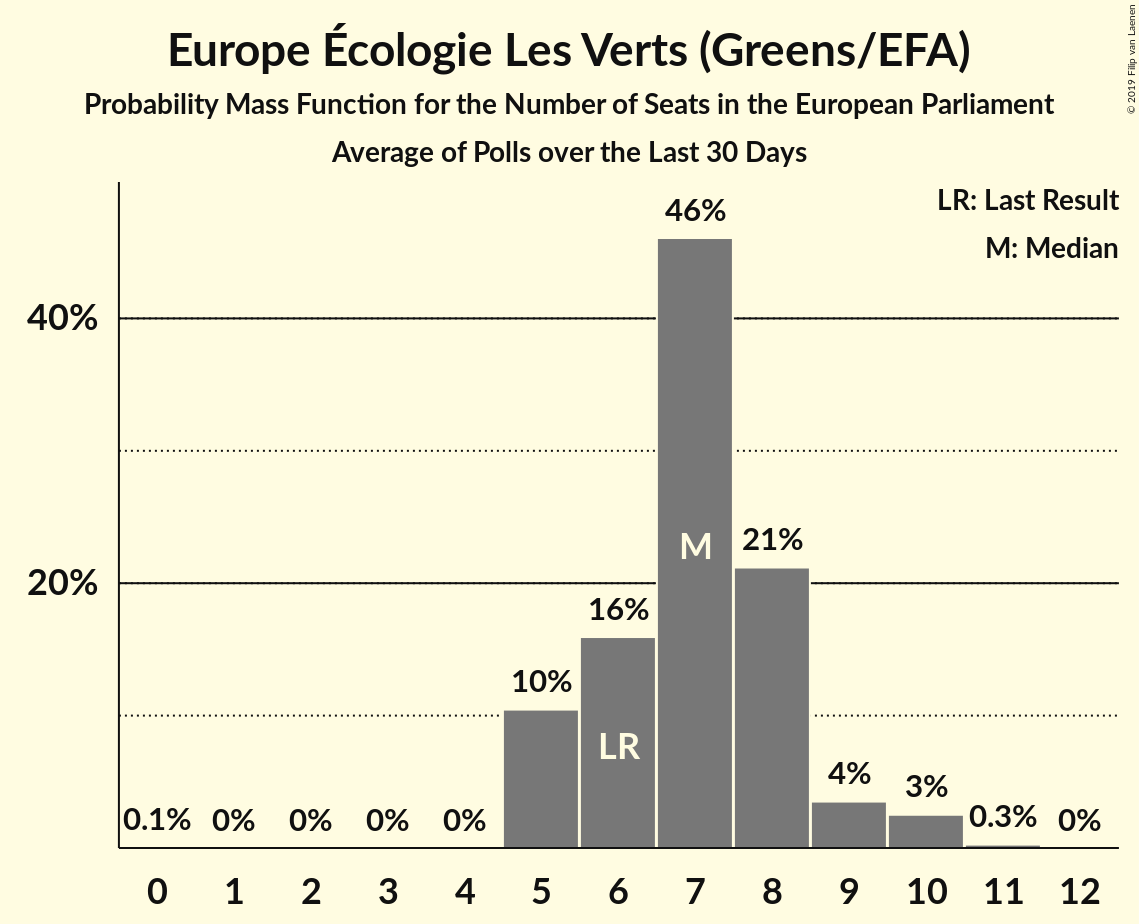 Europe Écologie Les Verts (Greens/EFA)
Probability Mass Function for the Number of Seats in the European Parliament
Average of Polls over the Last 30 Days
© 2019 Filip van Laenen
LR: Last Result
M: Median
46%
40%
M
21%
20%
16%
10%
LR
4%
3%
0.1% 0% 0% 0% 0% 0.3% 0%
0 1 2 3 4 5 6 7 8 9 10 11 12